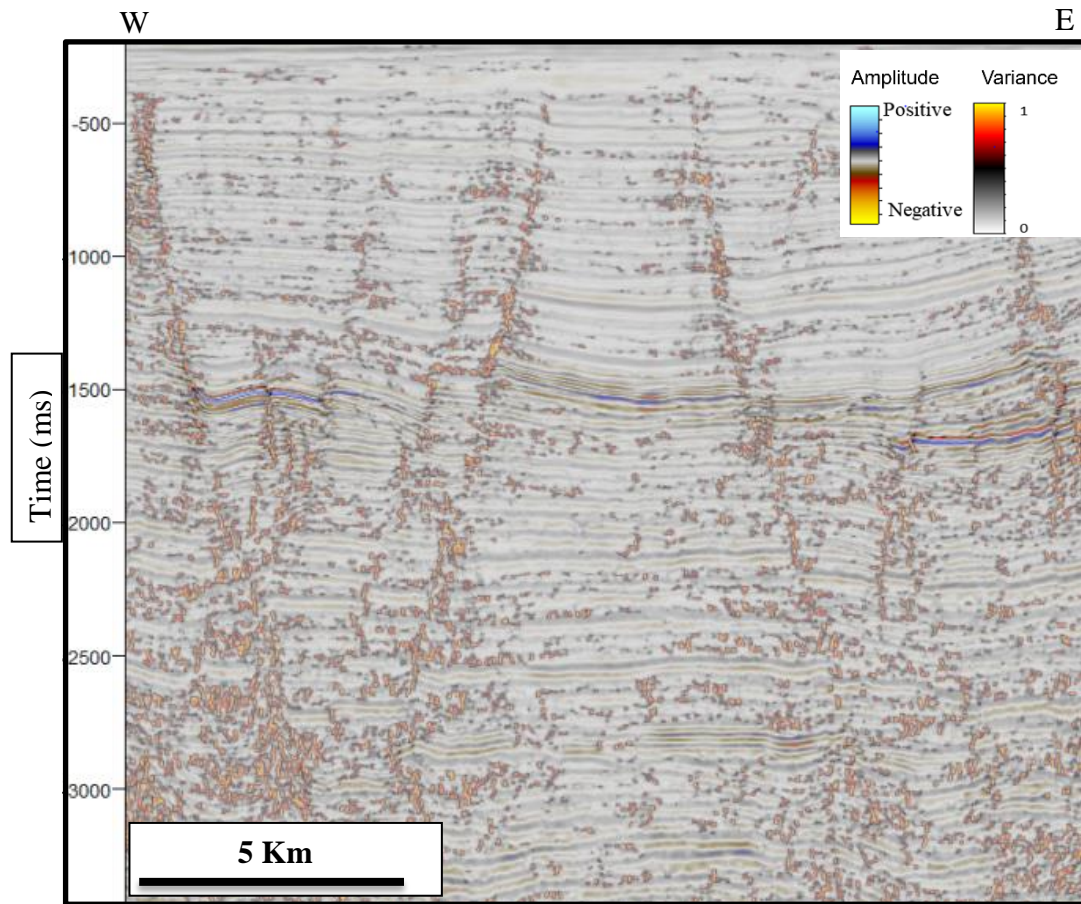 W E
Amplitude Variance
Positive 1
Negative 0
-500
-1000
-1500
-2000
-2500
-3000
Time (ms)
5 Km